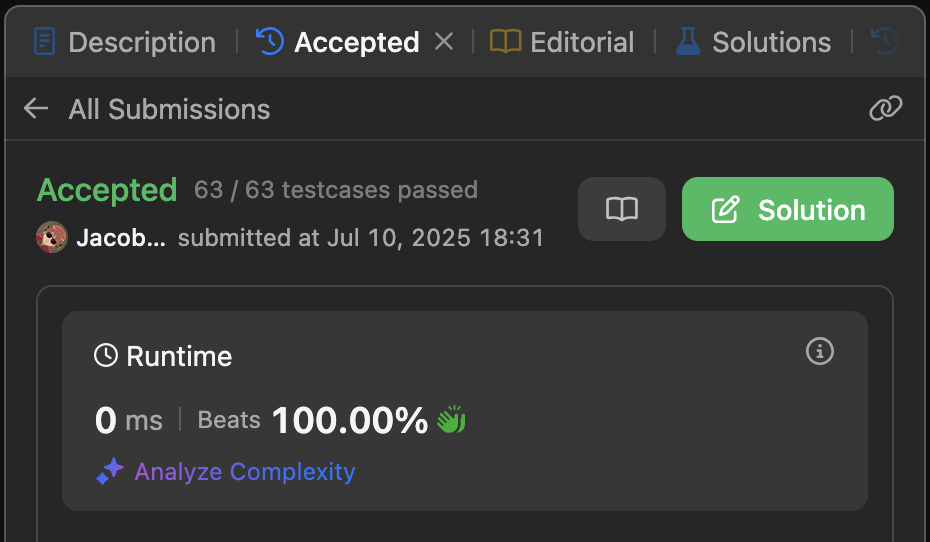 Description | Accepted | Editorial | Solutions |
All Submissions
Accepted 63 / 63 testcases passed
Solution
Jacob... submitted at Jul 10, 2025 18:31
Runtime
0 ms | Beats 100.00%
Analyze Complexity